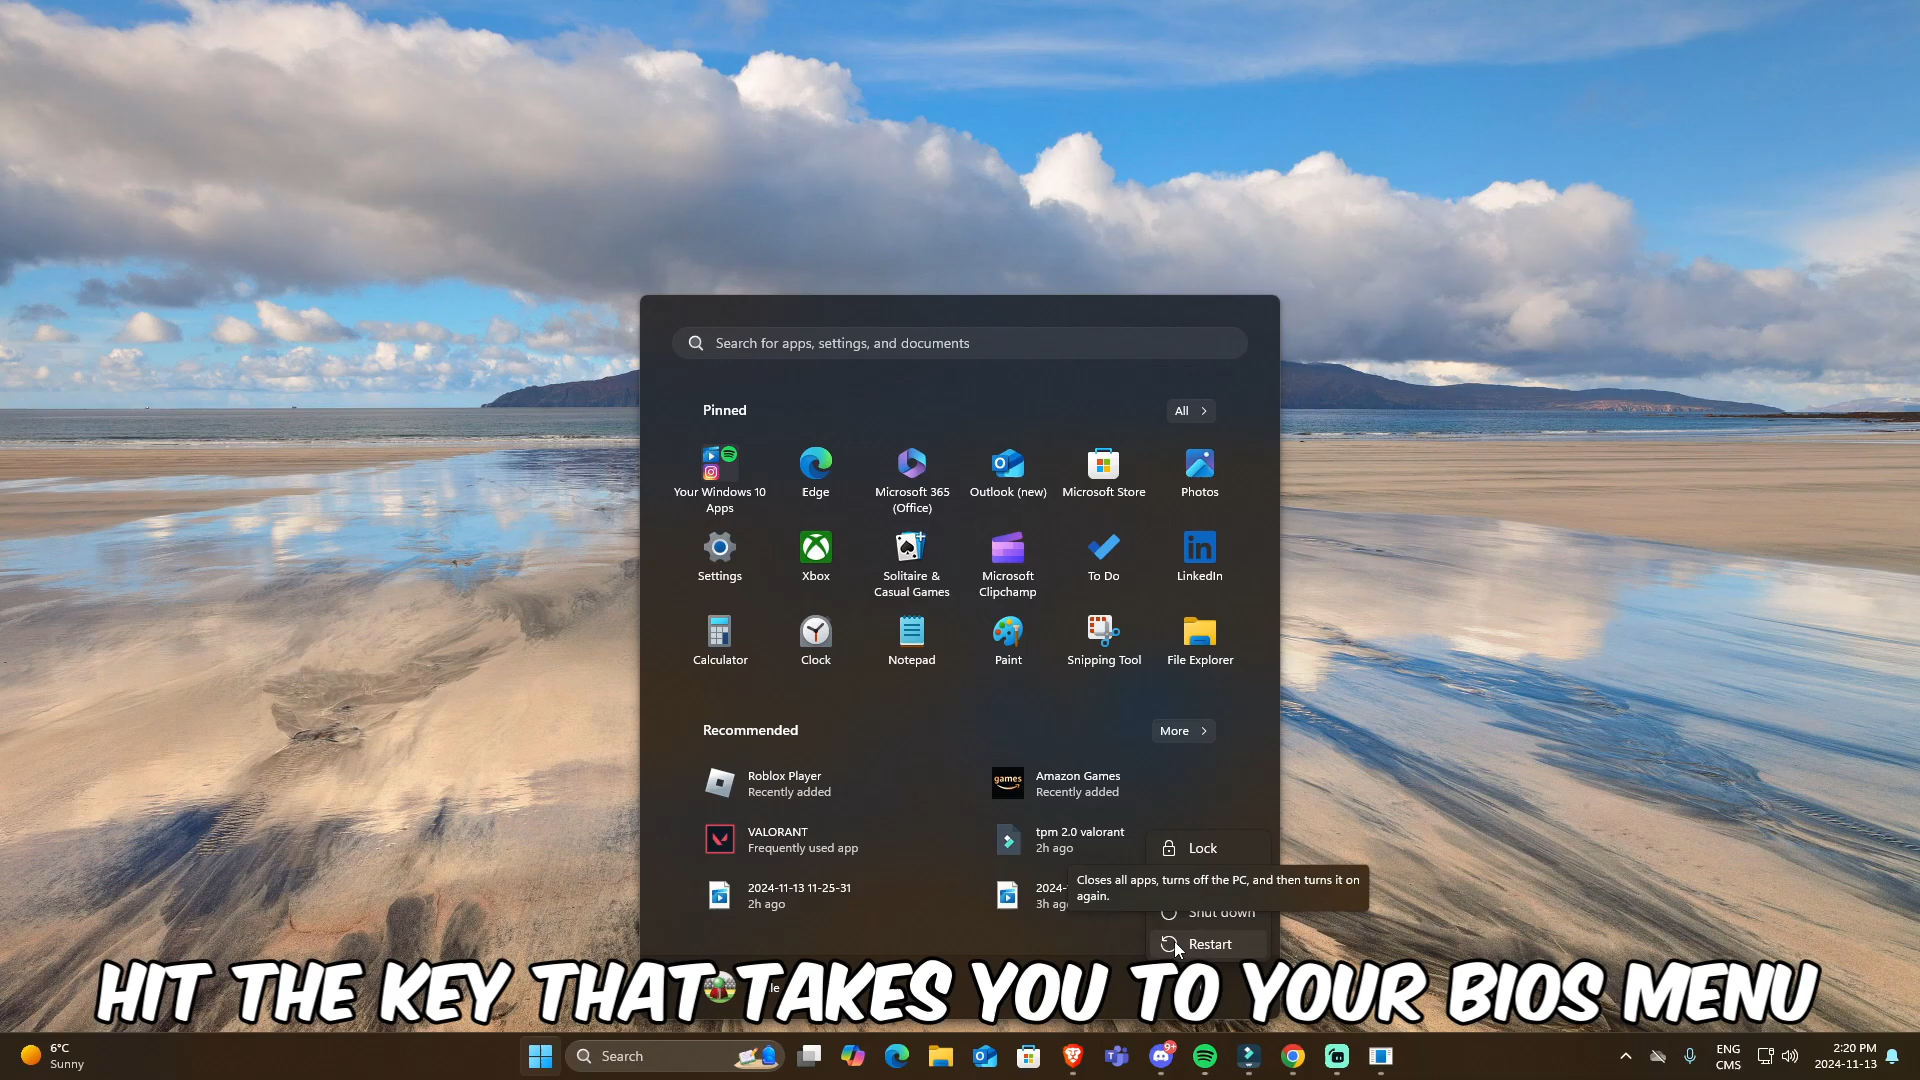 Search for apps, settings, and documents
Pinned
All
Your Windows 10
Apps
Edge
Microsoft 365
(Office)
Outlook (new)
Microsoft Store
Photos
Settings
Xbox
Solitaire &
Casual Games
Microsoft
Clipchamp
To Do
LinkedIn
Calculator
Clock
Notepad
Paint
Snipping Tool
File Explorer
Recommended
More
Roblox Player
Recently added
Amazon Games
Recently added
VALORANT
Frequently used app
tpm 2.0 valorant
2h ago
2024-11-13 11-25-31
2h ago
2024-
3h ag
Lock
Closes all apps, turns off the PC, and then turns it on
again.
Shut down
Restart
HIT THE KEY THAT TAKES YOU TO YOUR BIOS MENU
6°C
Sunny
Search
9+
ENG
CMS
2:20 PM
2024-11-13